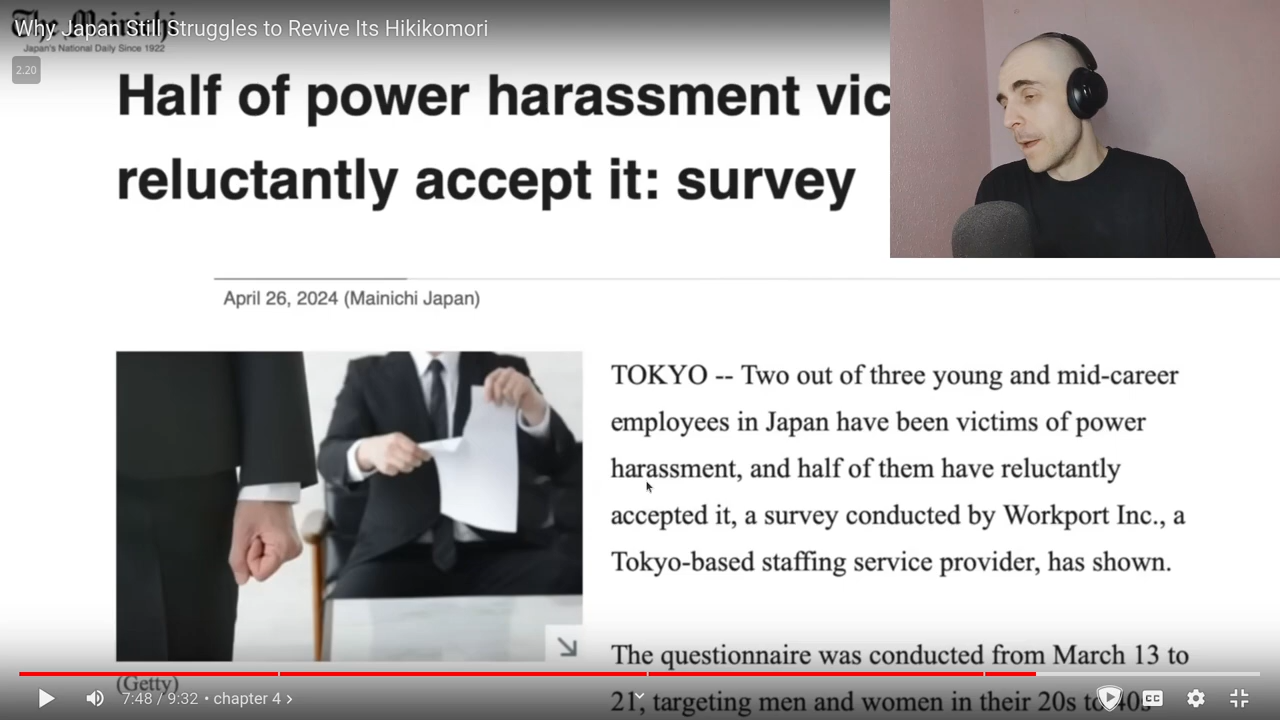 Why Japan Still Struggles to Revive Its Hikikomori
The Mainichi
Japan's National Daily Since 1922
2.20
Half of power harassment vic
reluctantly accept it: survey
April 26, 2024 (Mainichi Japan)
TOKYO -- Two out of three young and mid-career
employees in Japan have been victims of power
harassment, and half of them have reluctantly
accepted it, a survey conducted by Workport Inc., a
Tokyo-based staffing service provider, has shown.
The questionnaire was conducted from March 13 to
21, targeting men and women in their 20s to 40s
(Getty)
7:48 / 9:32 • chapter 4
CC